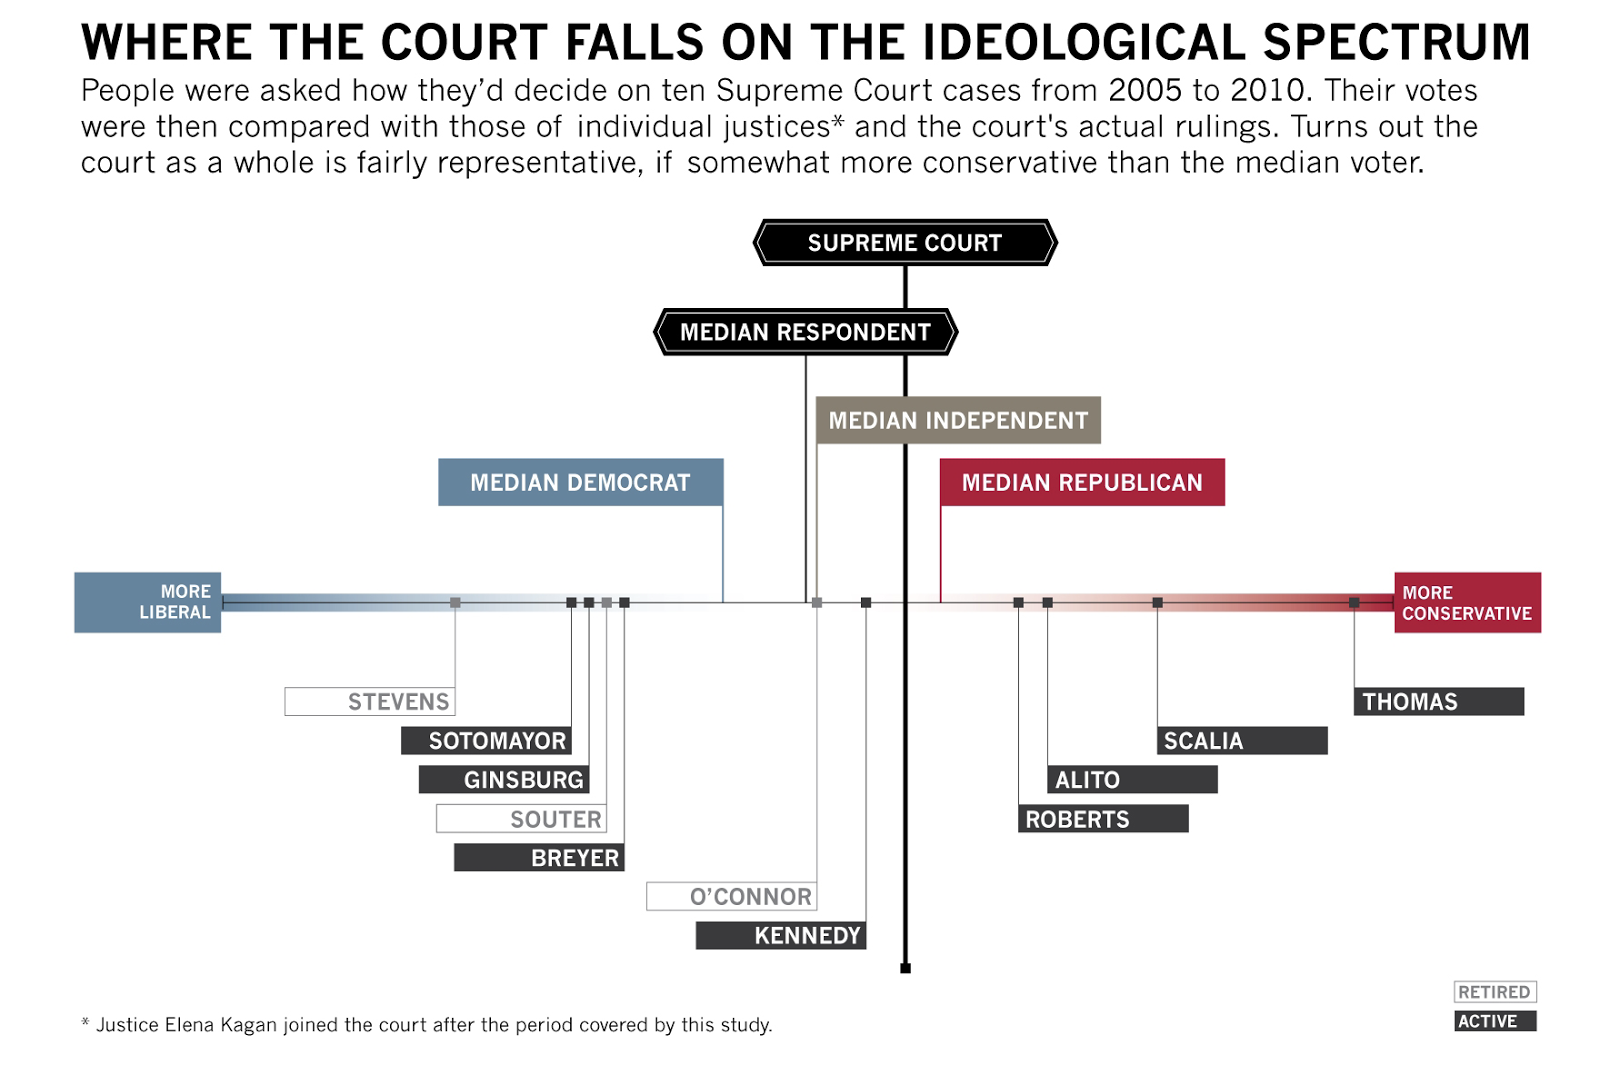 WHERE THE COURT FALLS ON THE IDEOLOGICAL SPECTRUM
People were asked how they’d decide on ten Supreme Court cases from 2005 to 2010. Their votes
were then compared with those of individual justices* and the court's actual rulings. Turns out the
court as a whole is fairly representative, if somewhat more conservative than the median voter.
SUPREME COURT
MEDIAN RESPONDENT
MEDIAN INDEPENDENT
MEDIAN DEMOCRAT
MEDIAN REPUBLICAN
MORE
LIBERAL
MORE
CONSERVATIVE
STEVENS
THOMAS
SOTOMAYOR
SCALIA
GINSBURG
ALITO
SOUTER
ROBERTS
BREYER
O’CONNOR
KENNEDY
RETIRED
ACTIVE
* Justice Elena Kagan joined the court after the period covered by this study.